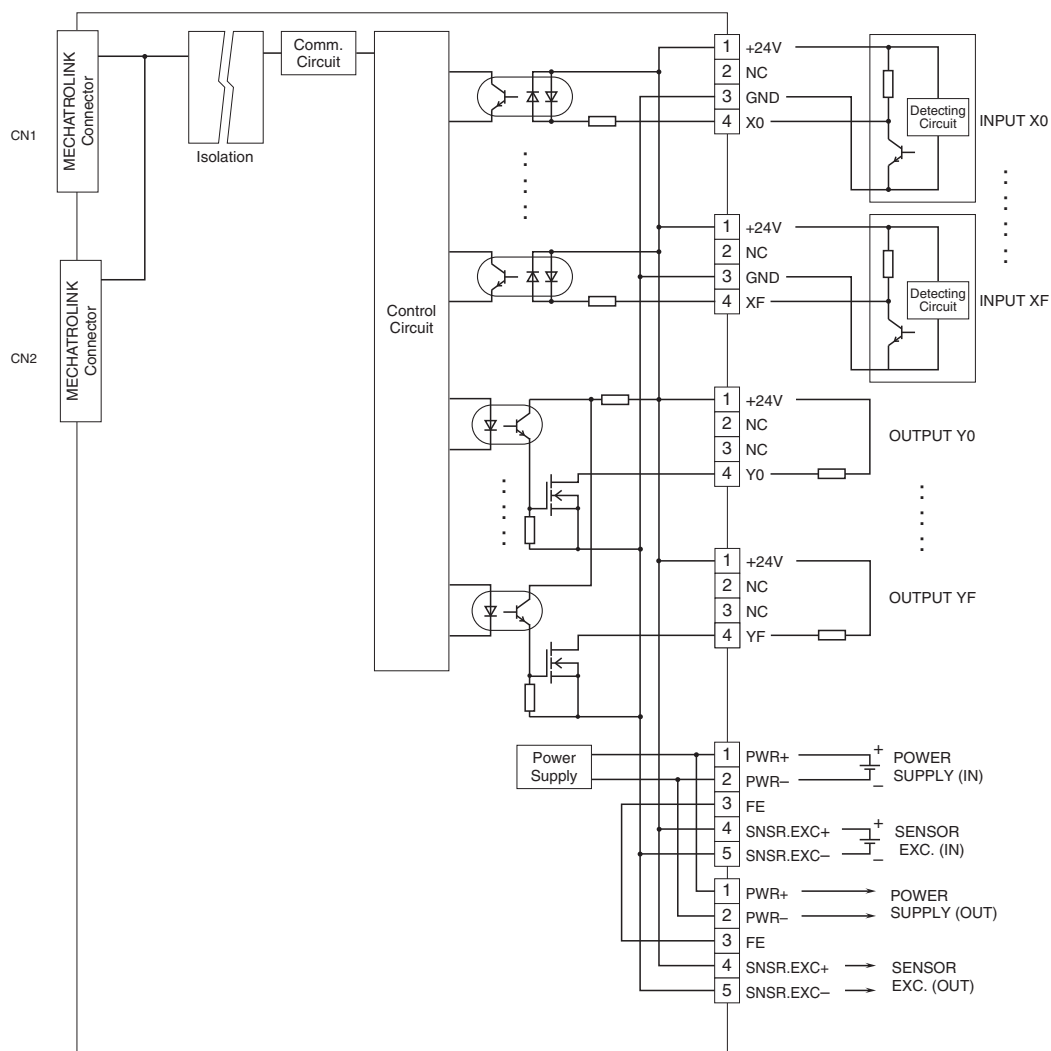 CN1
MECHATROLINK
Connector
Isolation
Comm.
Circuit
CN2
MECHATROLINK
Connector
Control
Circuit
1 +24V
2 NC
3 GND
4 X0
Detecting
Circuit
INPUT X0
1 +24V
2 NC
3 GND
4 XF
Detecting
Circuit
INPUT XF
1 +24V
2 NC
3 NC
4 Y0
OUTPUT Y0
1 +24V
2 NC
3 NC
4 YF
OUTPUT YF
Power
Supply
1 PWR+
2 PWR–
3 FE
4 SNSR.EXC+
5 SNSR.EXC–
+
–
POWER
SUPPLY (IN)
+
–
SENSOR
EXC. (IN)
1 PWR+
2 PWR–
3 FE
4 SNSR.EXC+
5 SNSR.EXC–
POWER
SUPPLY (OUT)
SENSOR
EXC. (OUT)